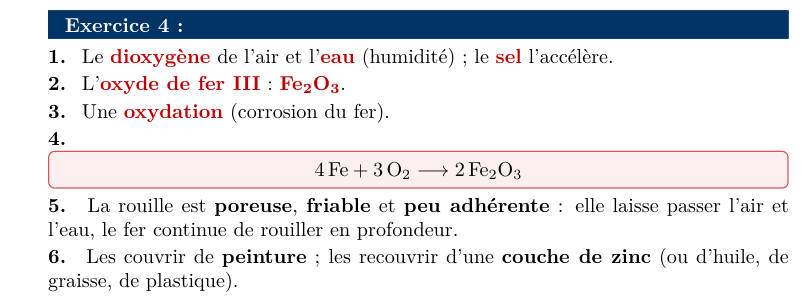 Exercice 4 :
1. Le dioxygène de l'air et l'eau (humidité) ; le sel l'accélère.
2. L'oxyde de fer III : Fe₂O₃.
3. Une oxydation (corrosion du fer).
4.
4 Fe + 3 O₂ ⟶ 2 Fe₂O₃
5. La rouille est poreuse, friable et peu adhérente : elle laisse passer l'air et
l'eau, le fer continue de rouiller en profondeur.
6. Les couvrir de peinture ; les recouvrir d'une couche de zinc (ou d'huile, de
graisse, de plastique).